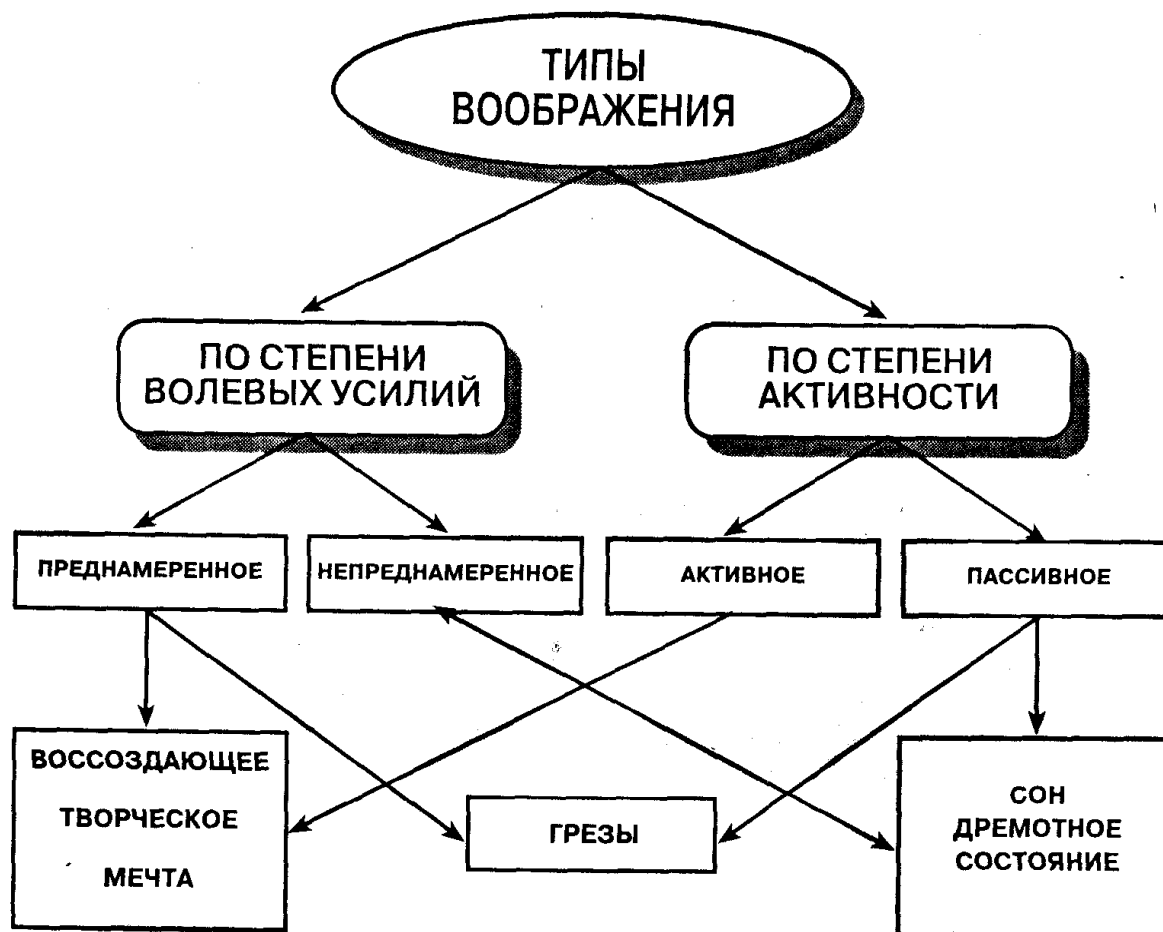 ТИПЫ
ВООБРАЖЕНИЯ
ПО СТЕПЕНИ
ВОЛЕВЫХ УСИЛИЙ
ПО СТЕПЕНИ
АКТИВНОСТИ
ПРЕДНАМЕРЕННОЕ
НЕПРЕДНАМЕРЕННОЕ
АКТИВНОЕ
ПАССИВНОЕ
ВОССОЗДАЮЩЕЕ
ТВОРЧЕСКОЕ
МЕЧТА
ГРЕЗЫ
СОН
ДРЕМОТНОЕ
СОСТОЯНИЕ